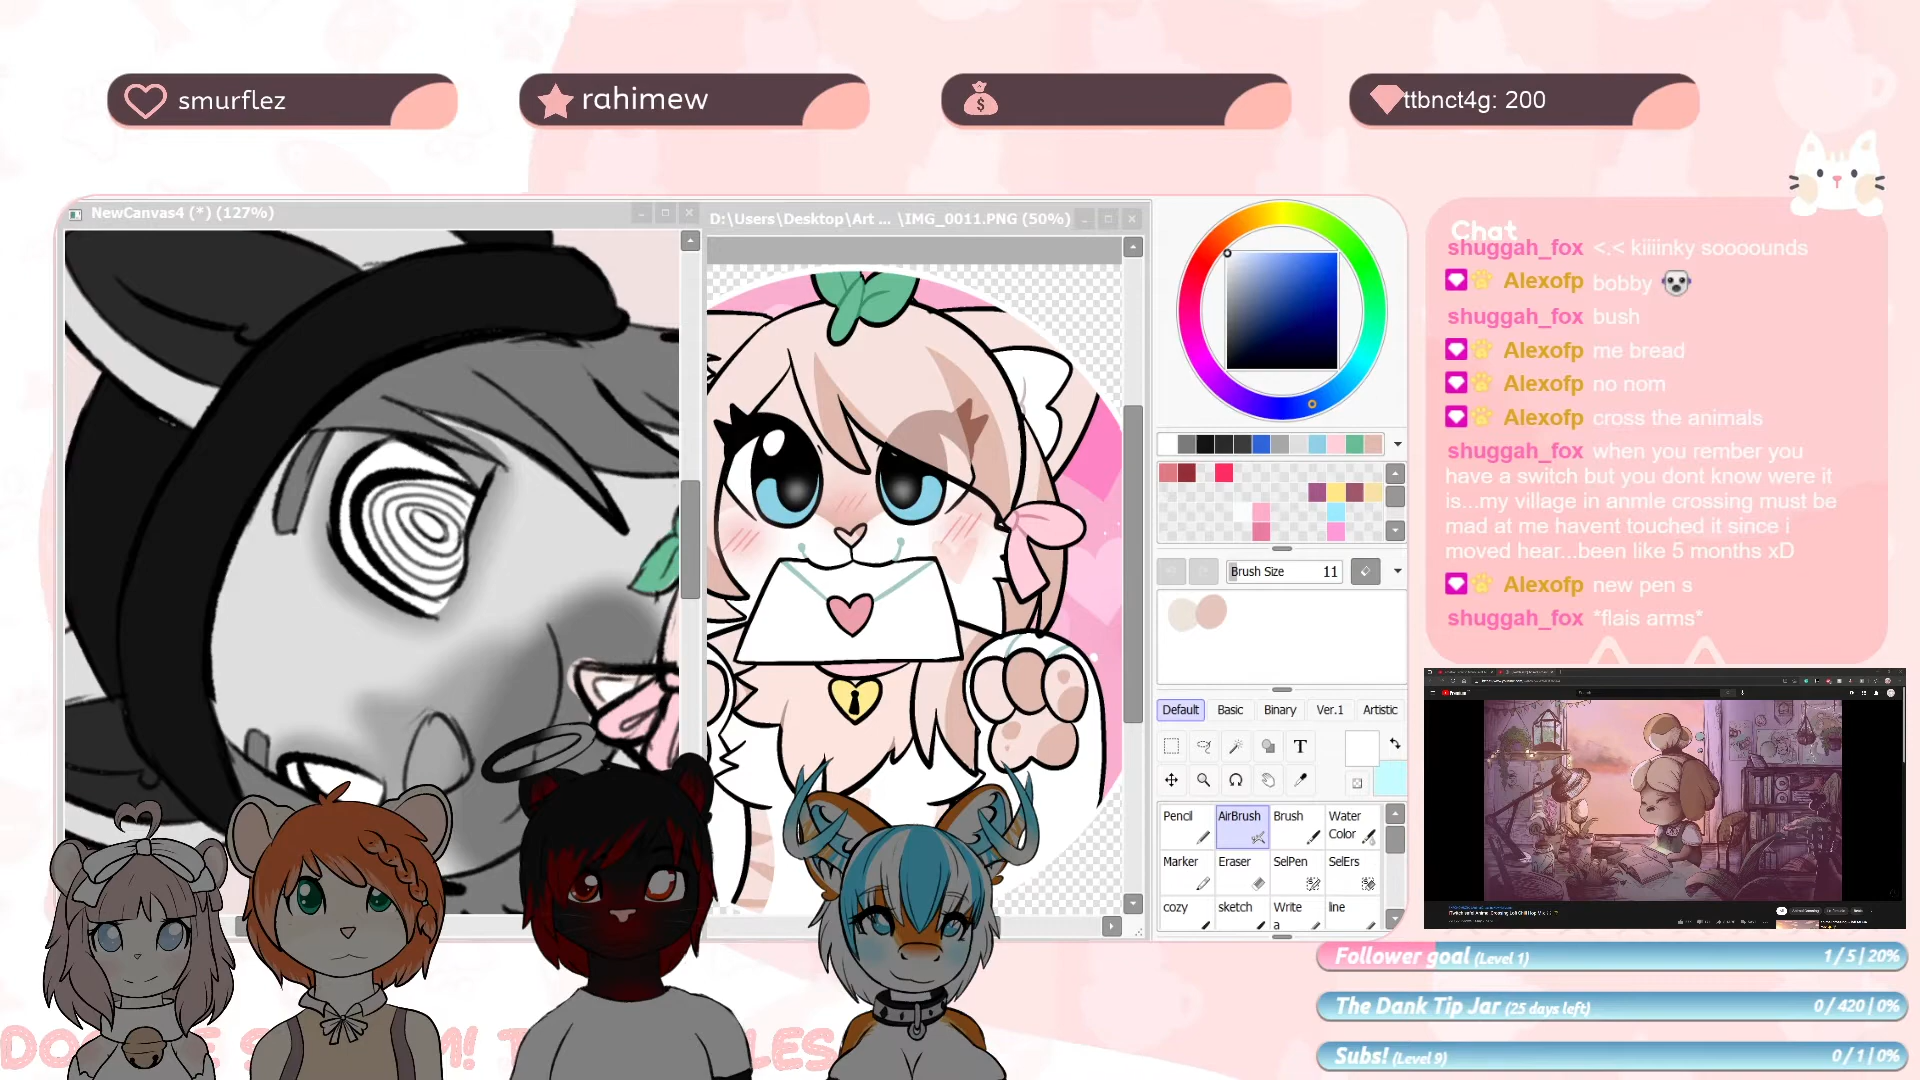 smurflez
rahimew
$
ttbnct4g: 200
NewCanvas4 (*) (127%)
D:\Users\Desktop\Art ... \IMG_0011.PNG (50%)
Chat
shuggah_fox <.< kiiiinky soooounds
Alexofp bobby
shuggah_fox bush
Alexofp me bread
Alexofp no nom
Alexofp cross the animals
shuggah_fox when you rember you
have a switch but you dont know were it
is...my village in anmle crossing must be
mad at me havent touched it since i
moved hear...been like 5 months xD
Alexofp new pen s
shuggah_fox *flais arms*
Brush Size 11
Default Basic Binary Ver.1 Artistic
T
Pencil AirBrush Brush Water Color
Marker Eraser SelPen SelErs
cozy sketch Write a line
Premium
Follower goal (Level 1) 1 / 5 | 20%
The Dank Tip Jar (25 days left) 0 / 420 | 0%
Subs! (Level 9) 0 / 1 | 0%